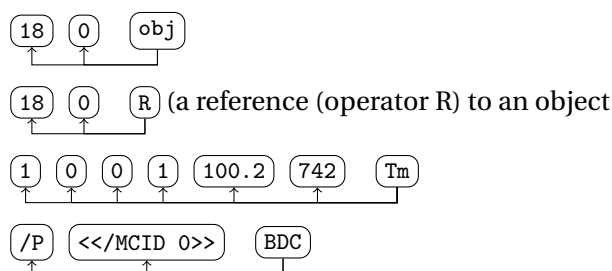 18 0 obj
18 0 R (a reference (operator R) to an object
1 0 0 1 100.2 742 Tm
/P <</MCID 0>> BDC